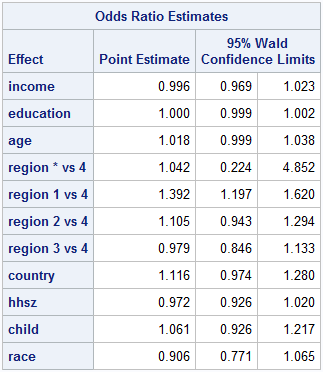 Odds Ratio Estimates
95% Wald
Effect Point Estimate Confidence Limits
income 0.996 0.969 1.023
education 1.000 0.999 1.002
age 1.018 0.999 1.038
region * vs 4 1.042 0.224 4.852
region 1 vs 4 1.392 1.197 1.620
region 2 vs 4 1.105 0.943 1.294
region 3 vs 4 0.979 0.846 1.133
country 1.116 0.974 1.280
hhsz 0.972 0.926 1.020
child 1.061 0.926 1.217
race 0.906 0.771 1.065